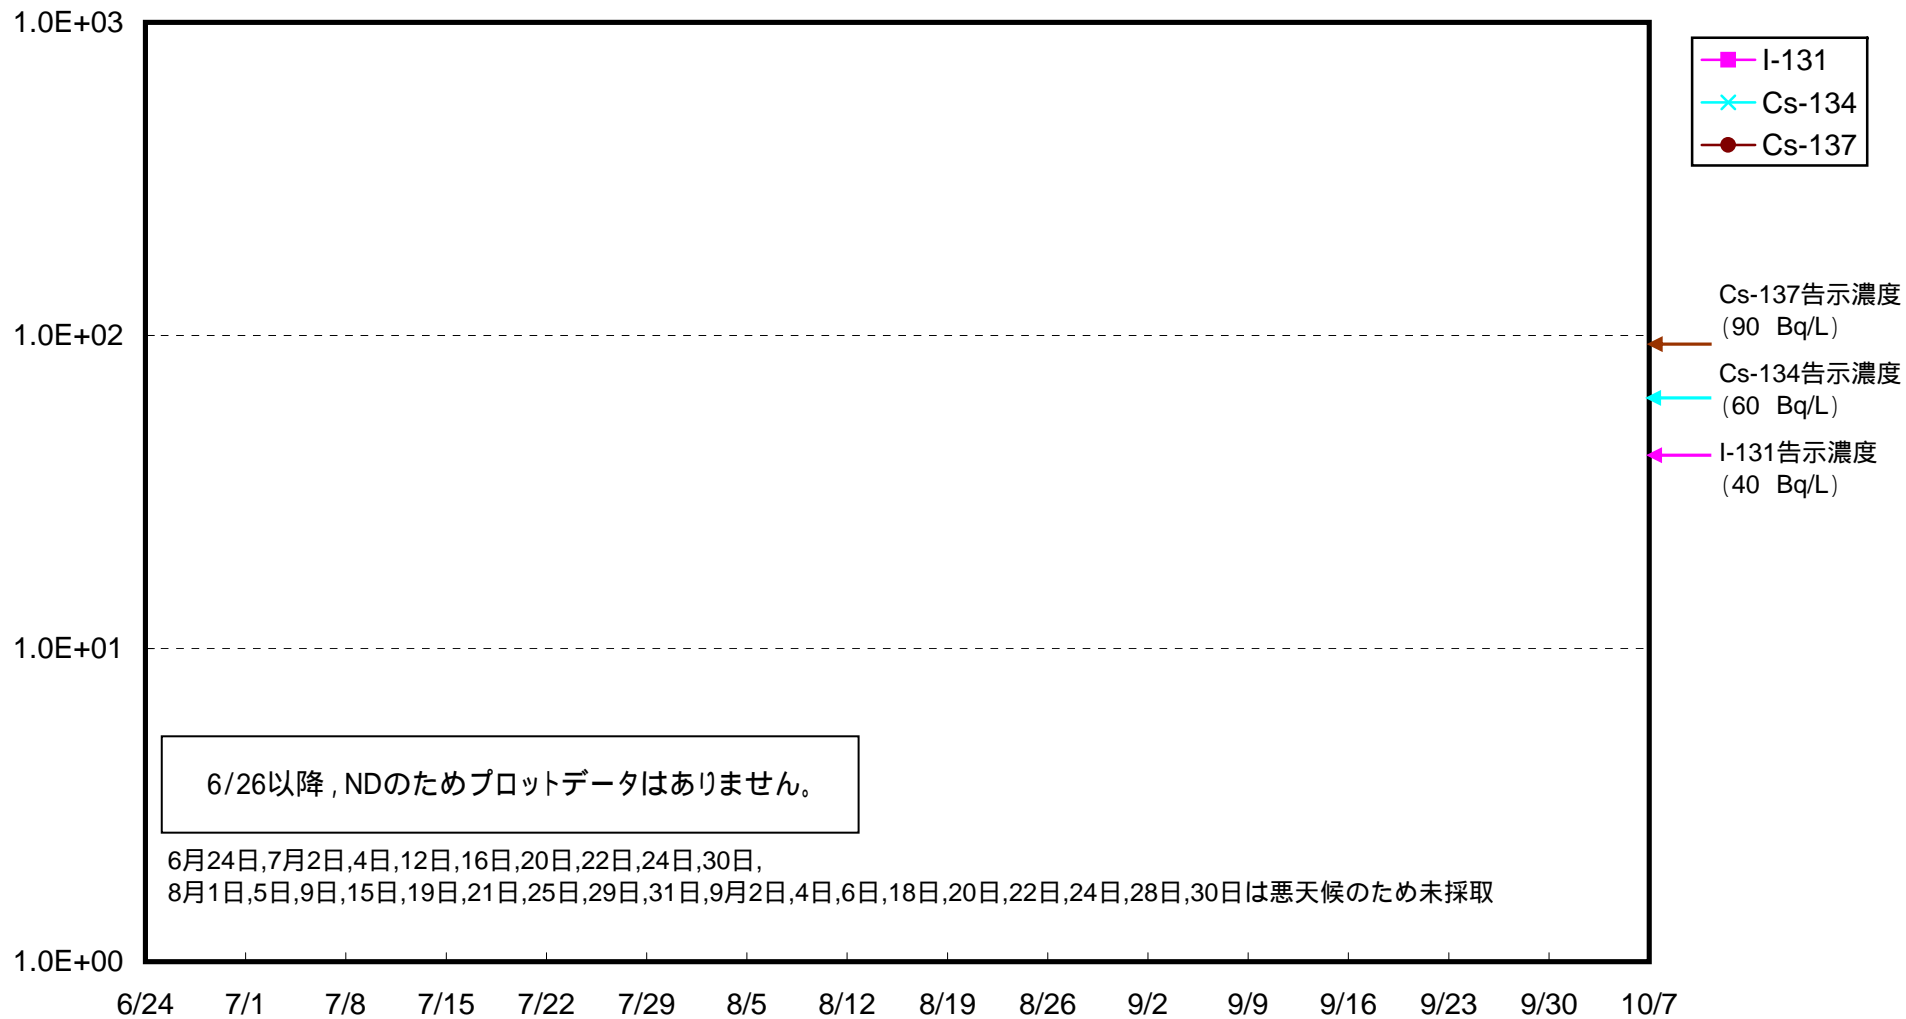 1.0E+03
1.0E+02
1.0E+01
1.0E+00
6/24 7/1 7/8 7/15 7/22 7/29 8/5 8/12 8/19 8/26 9/2 9/9 9/16 9/23 9/30 10/7
I-131
Cs-134
Cs-137
Cs-137告示濃度
(90 Bq/L)
Cs-134告示濃度
(60 Bq/L)
I-131告示濃度
(40 Bq/L)
6/26以降,NDのためプロットデータはありません。
6月24日,7月2日,4日,12日,16日,20日,22日,24日,30日,
8月1日,5日,9日,15日,19日,21日,25日,29日,31日,9月2日,4日,6日,18日,20日,22日,24日,28日,30日は悪天候のため未採取